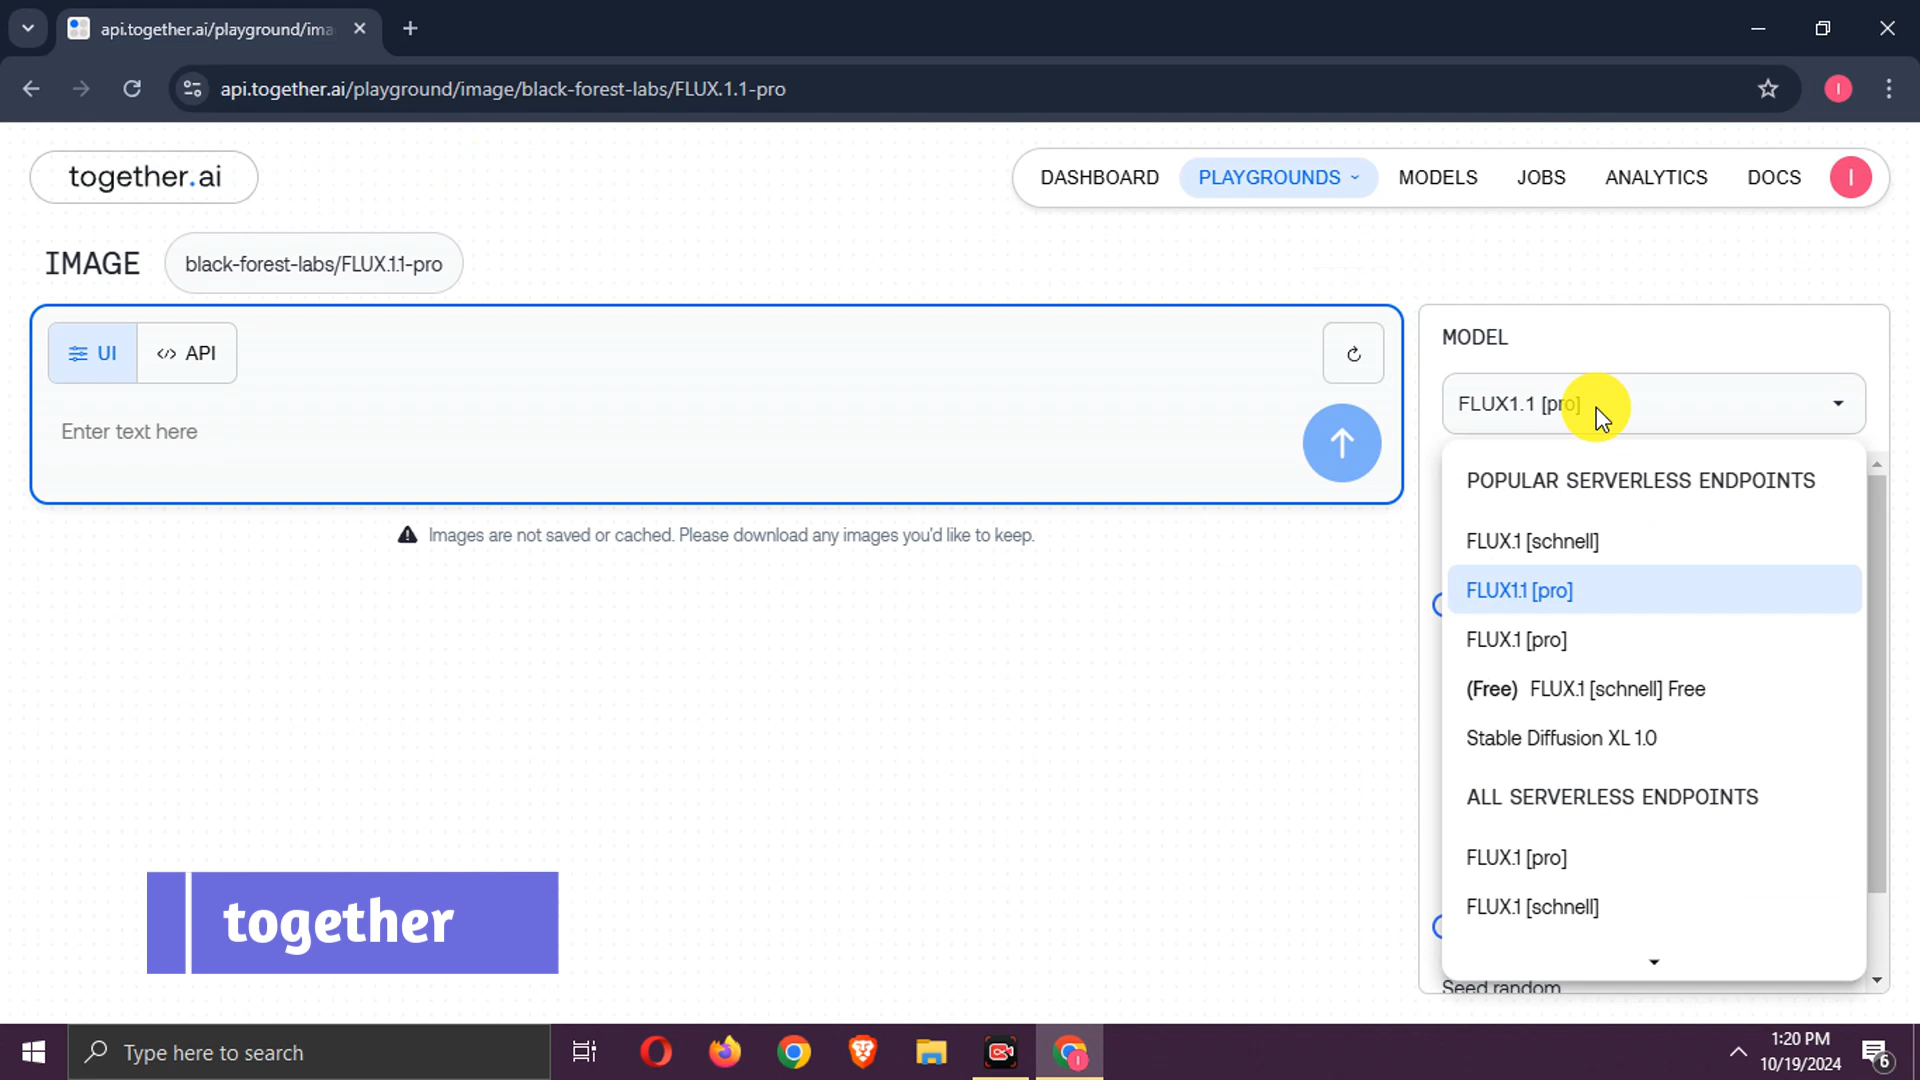 api.together.ai/playground/ima
api.together.ai/playground/image/black-forest-labs/FLUX.1.1-pro
I
together.ai
DASHBOARD
PLAYGROUNDS
MODELS
JOBS
ANALYTICS
DOCS
I
IMAGE
black-forest-labs/FLUX.1.1-pro
UI
API
Enter text here
Images are not saved or cached. Please download any images you'd like to keep.
MODEL
FLUX1.1 [pro]
POPULAR SERVERLESS ENDPOINTS
FLUX.1 [schnell]
FLUX1.1 [pro]
FLUX.1 [pro]
(Free) FLUX.1 [schnell] Free
Stable Diffusion XL 1.0
ALL SERVERLESS ENDPOINTS
FLUX.1 [pro]
FLUX.1 [schnell]
Seed random
together
Type here to search
I
1:20 PM
10/19/2024
6